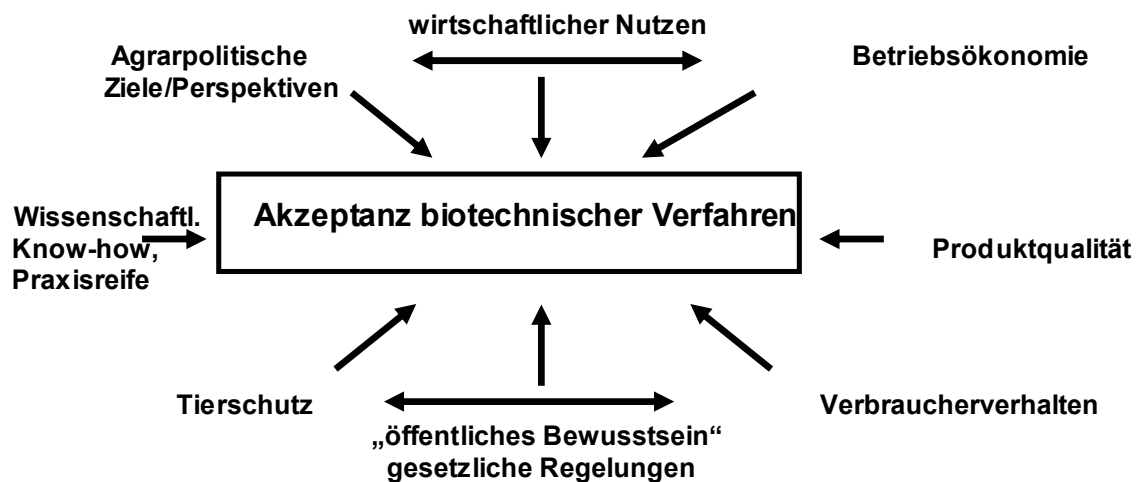 wirtschaftlicher Nutzen
Agrarpolitische
Ziele/Perspektiven
Betriebsökonomie
Akzeptanz biotechnischer Verfahren
Wissenschaftl.
Know-how,
Praxisreife
Produktqualität
Tierschutz
Verbraucherverhalten
„öffentliches Bewusstsein“
gesetzliche Regelungen